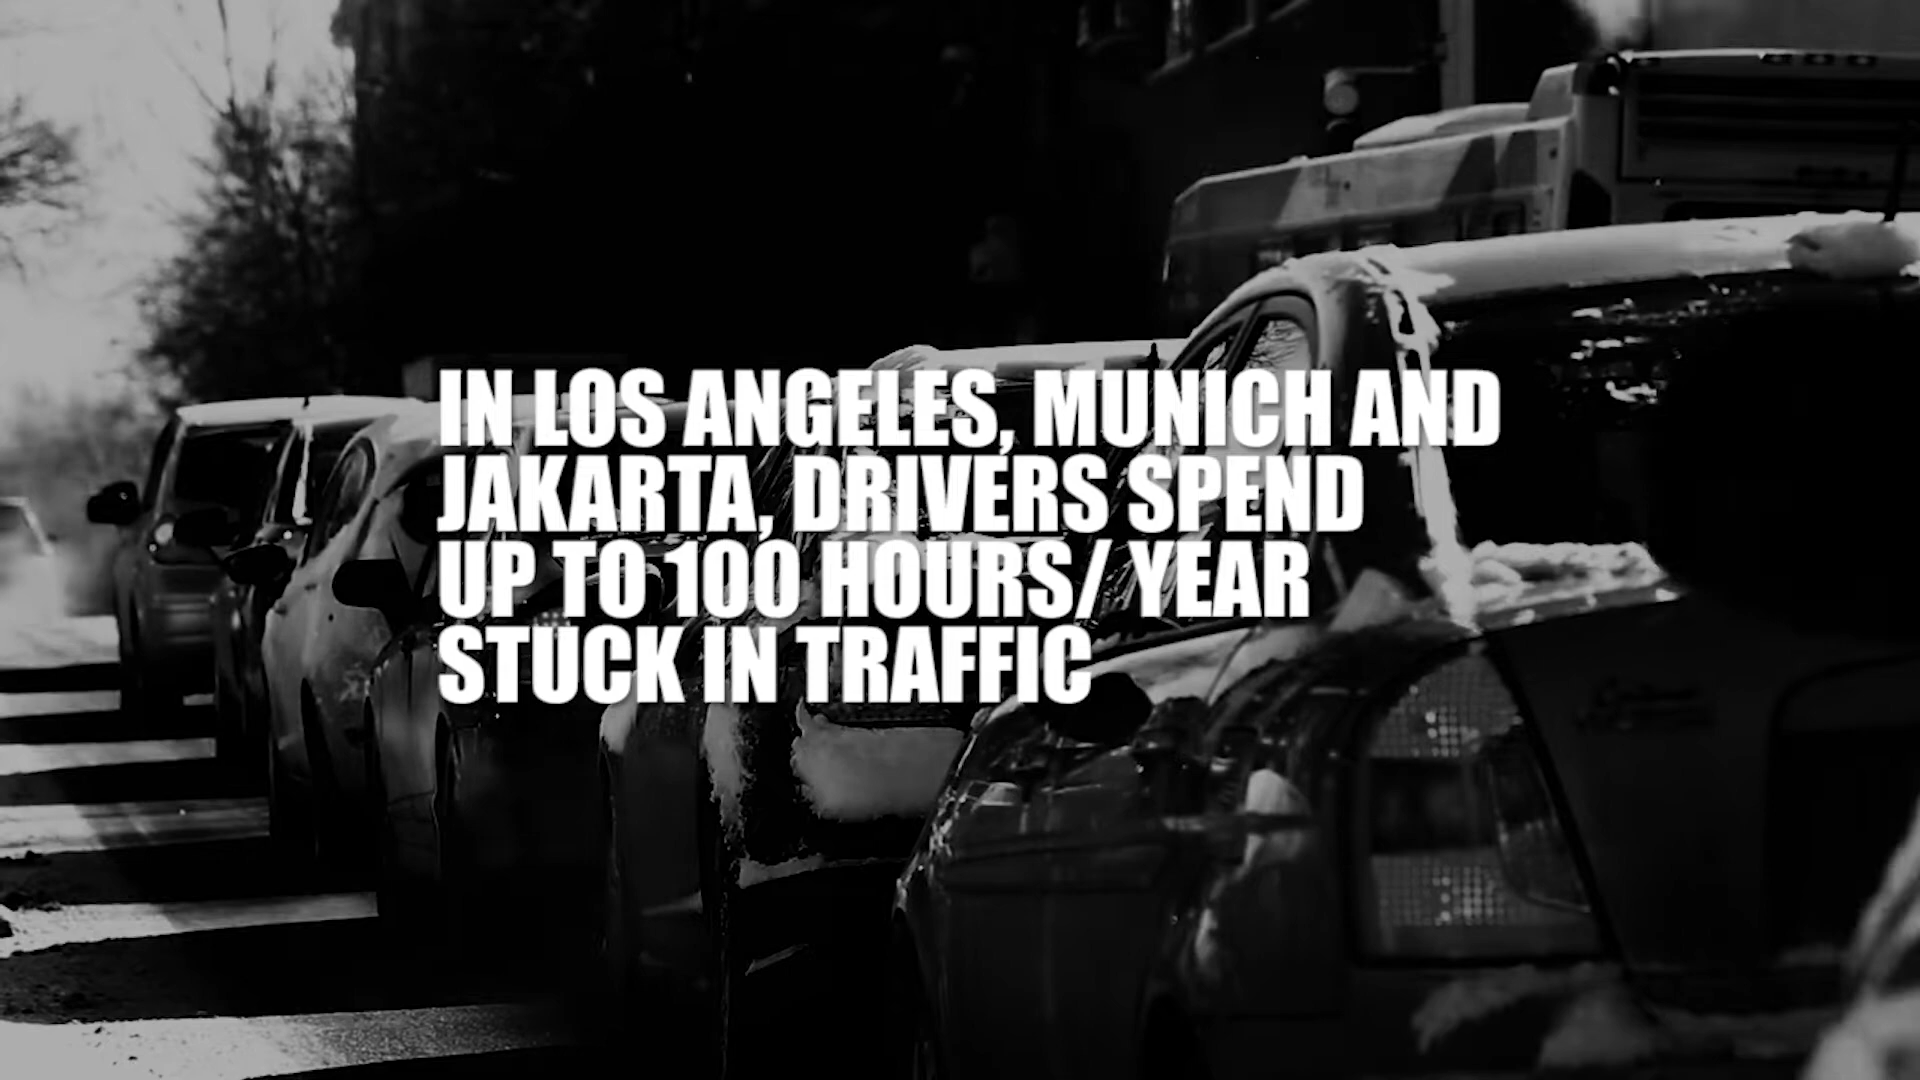 IN LOS ANGELES, MUNICH AND
JAKARTA, DRIVERS SPEND
UP TO 100 HOURS/ YEAR
STUCK IN TRAFFIC